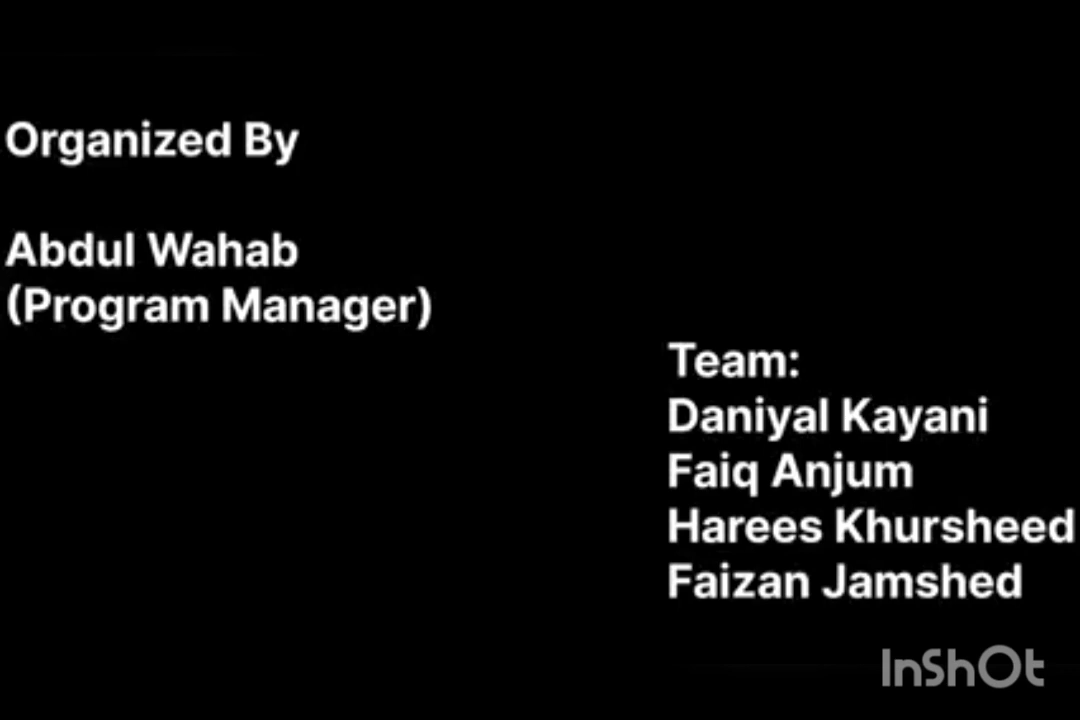 Organized By
Abdul Wahab
(Program Manager)
Team:
Daniyal Kayani
Faiq Anjum
Harees Khursheed
Faizan Jamshed
InShOt